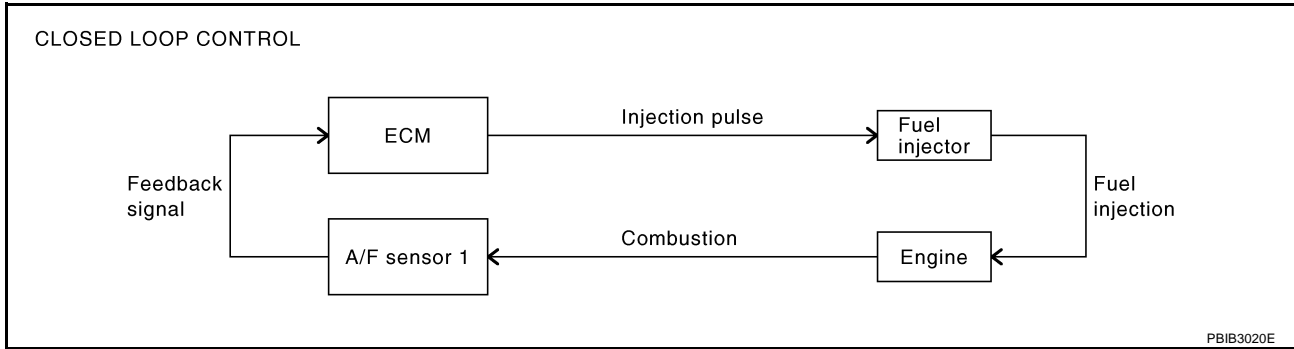 CLOSED LOOP CONTROL
Injection pulse
ECM
Fuel
injector
Feedback
signal
Fuel
injection
Combustion
A/F sensor 1
Engine
PBIB3020E